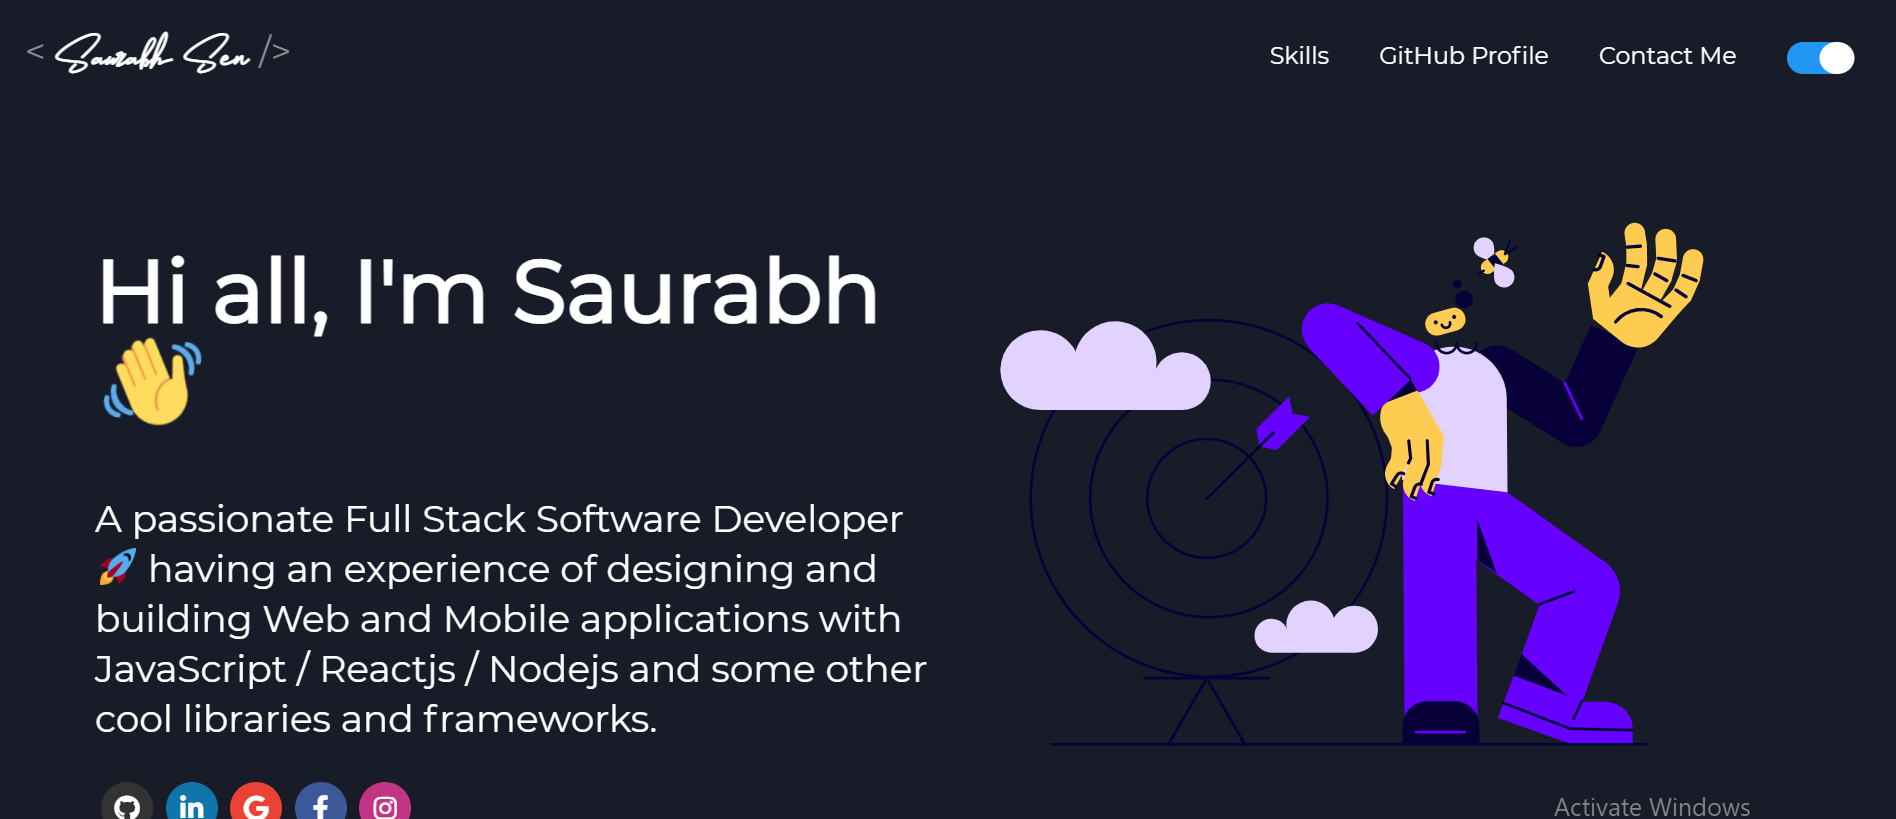 < Saurabh Sen />
Skills
GitHub Profile
Contact Me
Hi all, I'm Saurabh
👋
A passionate Full Stack Software Developer
🚀 having an experience of designing and
building Web and Mobile applications with
JavaScript / Reactjs / Nodejs and some other
cool libraries and frameworks.
in
G
f
Activate Windows